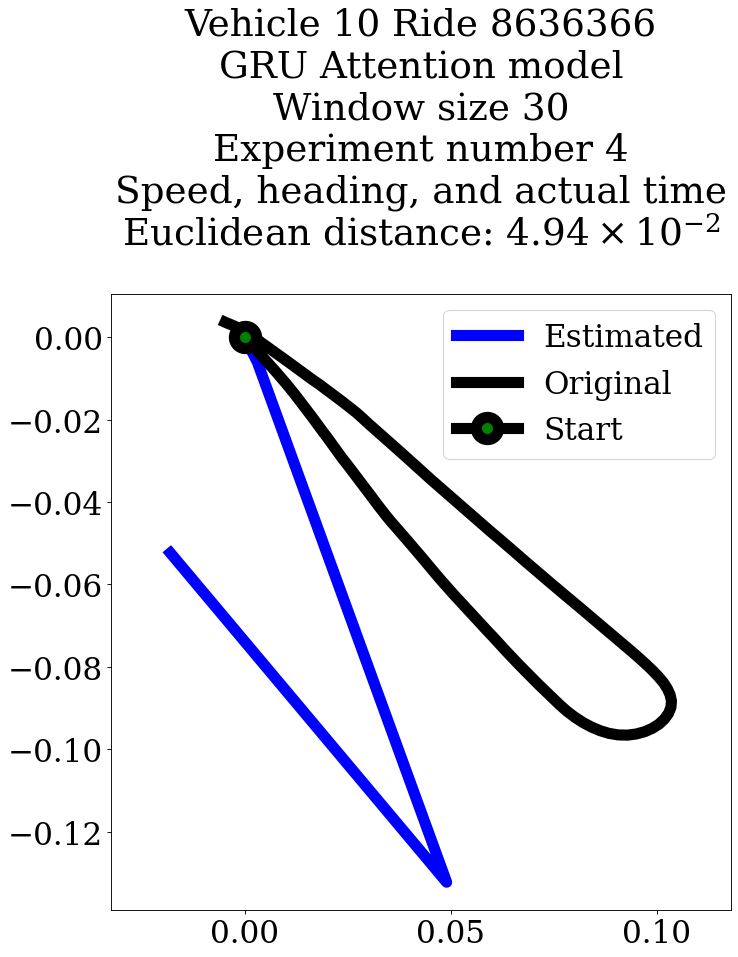 Vehicle 10 Ride 8636366
GRU Attention model
Window size 30
Experiment number 4
Speed, heading, and actual time
Euclidean distance: 4.94 × 10⁻²
Estimated
Original
Start
0.00
−0.02
−0.04
−0.06
−0.08
−0.10
−0.12
0.00 0.05 0.10